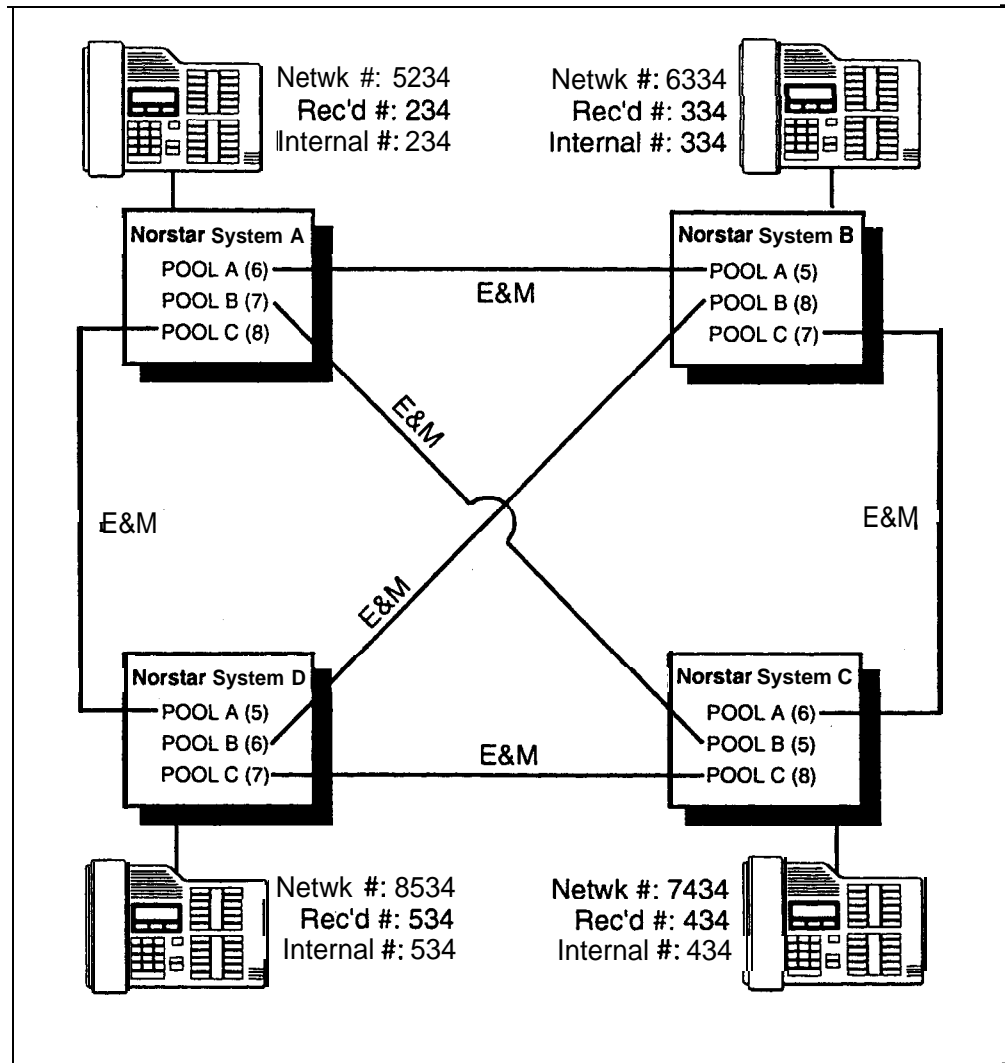 Netwk #: 5234
Rec'd #: 234
Internal #: 234
Netwk #: 6334
Rec'd #: 334
Internal #: 334
Norstar System A
POOL A (6)
POOL B (7)
POOL C (8)
Norstar System B
POOL A (5)
POOL B (8)
POOL C (7)
E&M
E&M
E&M
E&M
E&M
Norstar System D
POOL A (5)
POOL B (6)
POOL C (7)
Norstar System C
POOL A (6)
POOL B (5)
POOL C (8)
E&M
Netwk #: 8534
Rec'd #: 534
Internal #: 534
Netwk #: 7434
Rec'd #: 434
Internal #: 434